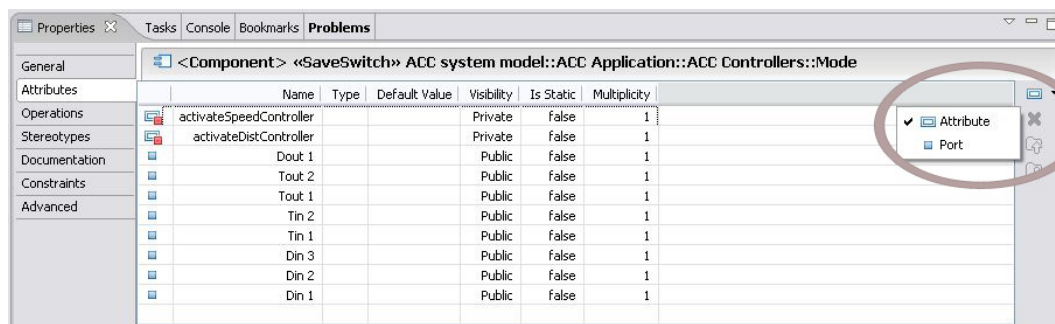 Properties Tasks Console Bookmarks Problems
General
Attributes
Operations
Stereotypes
Documentation
Constraints
Advanced
<Component> «SaveSwitch» ACC system model::ACC Application::ACC Controllers::Mode
Name Type Default Value Visibility Is Static Multiplicity
activateSpeedController Private false 1
activateDistController Private false 1
Dout 1 Public false 1
Tout 2 Public false 1
Tout 1 Public false 1
Tin 2 Public false 1
Tin 1 Public false 1
Din 3 Public false 1
Din 2 Public false 1
Din 1 Public false 1
Attribute
Port